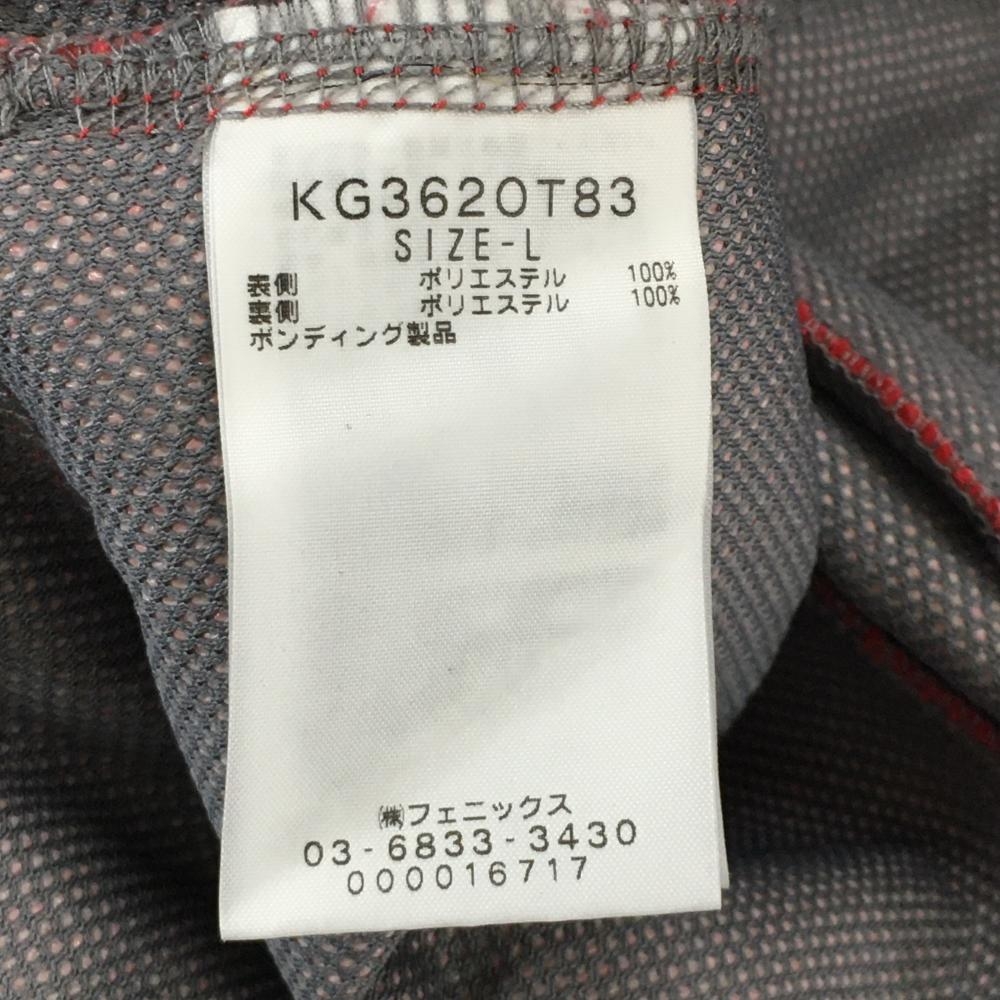 KG3620T83
SIZE-L
表側 ポリエステル 100%
裏側 ポリエステル 100%
ボンディング製品
㈱フェニックス
03-6833-3430
000016717